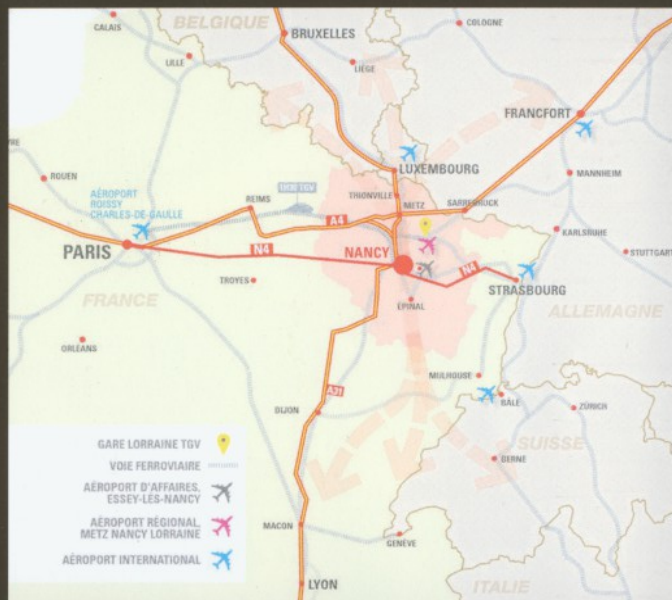 BELGIQUE
CALAIS
COLOGNE
BRUXELLES
LILLE
LIÈGE
FRANCFORT
LUXEMBOURG
ROUEN
MANNHEIM
AÉROPORT
ROISSY
CHARLES-DE-GAULLE
LIGNE TGV
THIONVILLE
REIMS
METZ
SARREBRUCK
A4
KARLSRUHE
PARIS
N4
NANCY
N4
STUTTGART
TROYES
STRASBOURG
FRANCE
ÉPINAL
ALLEMAGNE
ORLÉANS
MULHOUSE
A31
DIJON
BÂLE
ZÜRICH
SUISSE
BERNE
GARE LORRAINE TGV
VOIE FERROVIAIRE
AÉROPORT D'AFFAIRES,
ESSEY-LÈS-NANCY
AÉROPORT RÉGIONAL,
METZ NANCY LORRAINE
AÉROPORT INTERNATIONAL
MACON
GENÈVE
LYON
ITALIE